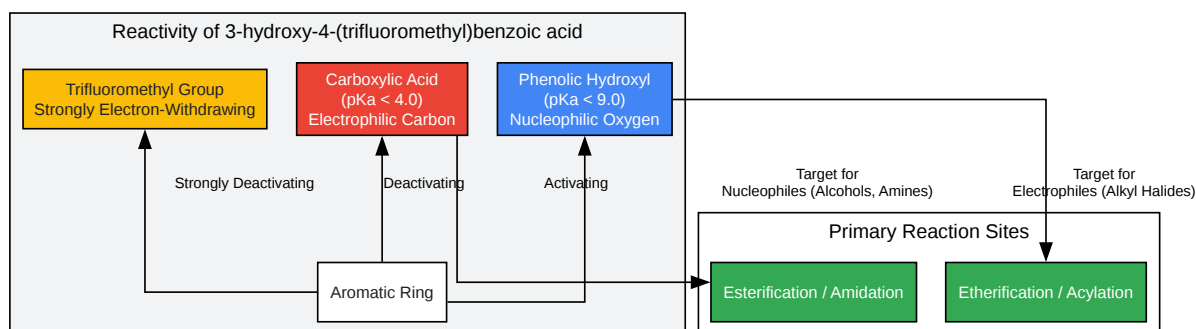 Reactivity of 3-hydroxy-4-(trifluoromethyl)benzoic acid
Trifluoromethyl Group
Strongly Electron-Withdrawing
Carboxylic Acid
(pKa < 4.0)
Electrophilic Carbon
Phenolic Hydroxyl
(pKa < 9.0)
Nucleophilic Oxygen
Strongly Deactivating
Deactivating
Activating
Target for
Nucleophiles (Alcohols, Amines)
Target for
Electrophiles (Alkyl Halides)
Aromatic Ring
Primary Reaction Sites
Esterification / Amidation
Etherification / Acylation